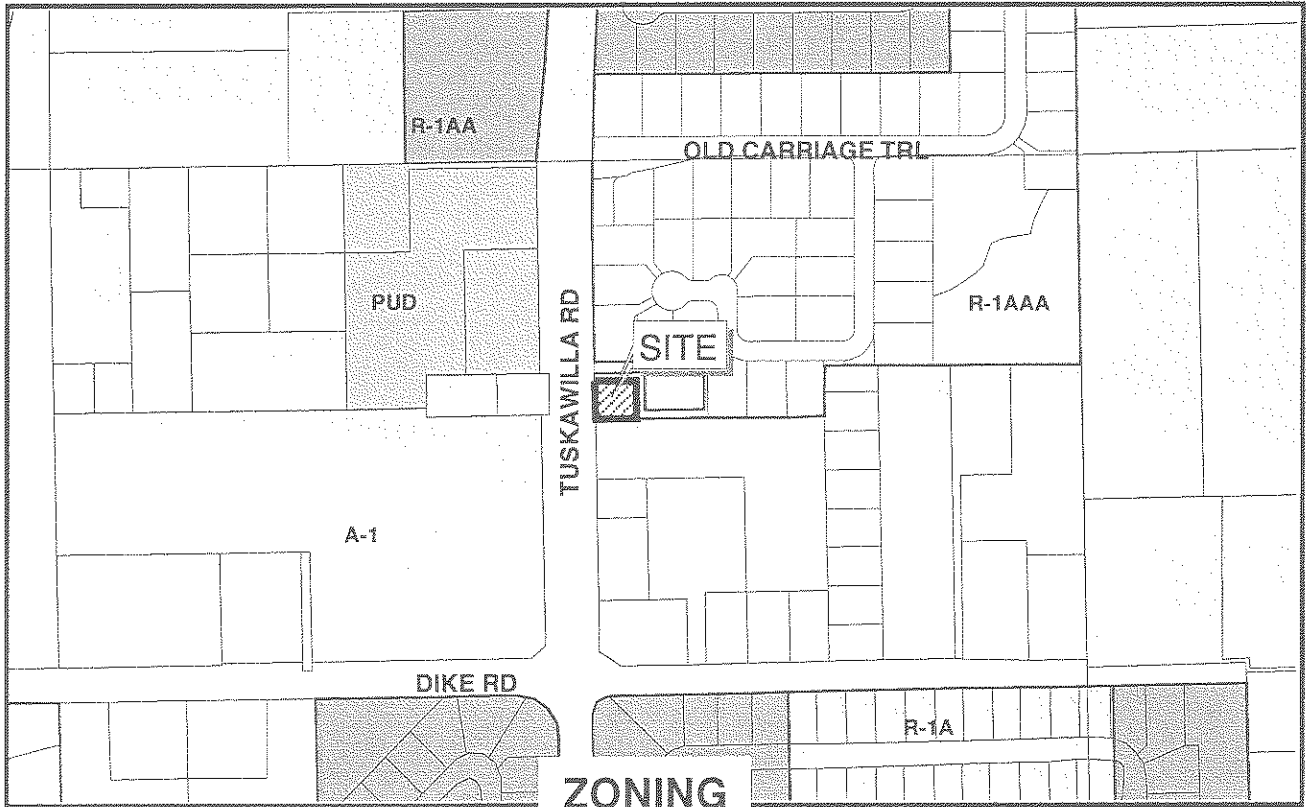 R-1AA
OLD CARRIAGE TRL
PUD
R-1AAA
TUSKAWILLA RD
SITE
A-1
DIKE RD
R-1A
ZONING